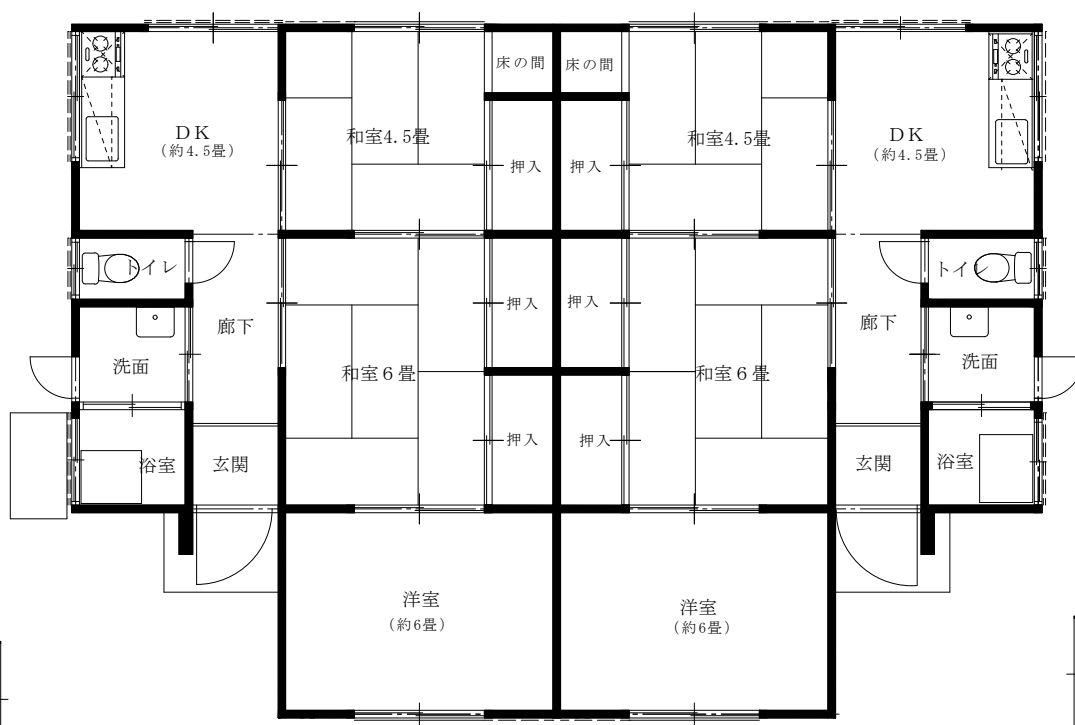 床の間
床の間
DK
(約4.5畳)
和室4.5畳
和室4.5畳
DK
(約4.5畳)
押入
押入
トイレ
トイレ
廊下
押入
押入
廊下
洗面
和室6畳
和室6畳
洗面
浴室
玄関
押入
押入
玄関
浴室
洋室
(約6畳)
洋室
(約6畳)